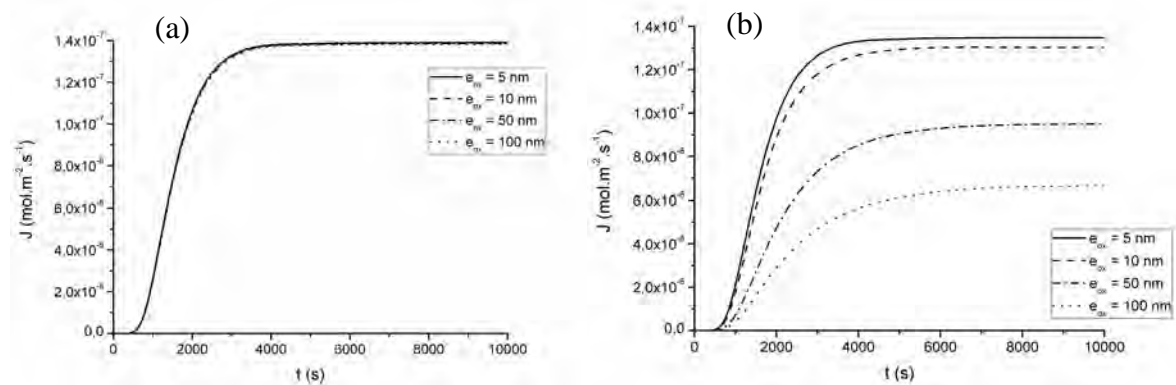 (a)
1,4x10⁻⁷
1,2x10⁻⁷
1,0x10⁻⁷
8,0x10⁻⁸
6,0x10⁻⁸
4,0x10⁻⁸
2,0x10⁻⁸
0,0
J (mol.m⁻².s⁻¹)
e_ox = 5 nm
e_ox = 10 nm
e_ox = 50 nm
e_ox = 100 nm
0 2000 4000 6000 8000 10000
t (s)
(b)
1,4x10⁻⁷
1,2x10⁻⁷
1,0x10⁻⁷
8,0x10⁻⁸
6,0x10⁻⁸
4,0x10⁻⁸
2,0x10⁻⁸
0,0
J (mol.m⁻².s⁻¹)
e_ox = 5 nm
e_ox = 10 nm
e_ox = 50 nm
e_ox = 100 nm
0 2000 4000 6000 8000 10000
t (s)